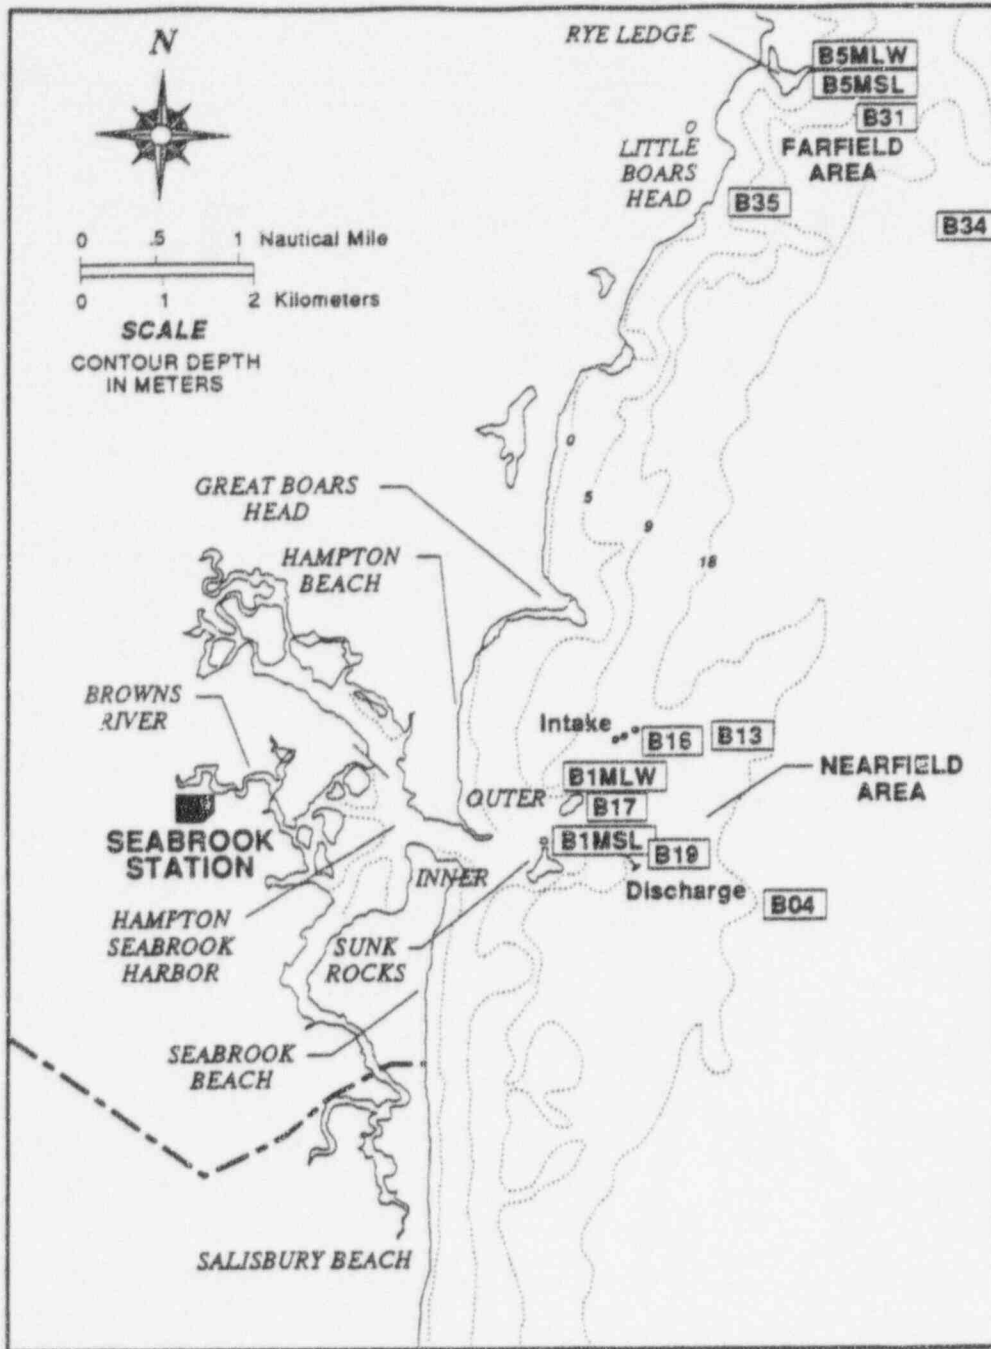 N
RYE LEDGE
B5MLW
B5MSL
B31
FARFIELD
AREA
LITTLE
BOARS
HEAD
B35
B34
0 .5 1 Nautical Mile
0 1 2 Kilometers
SCALE
CONTOUR DEPTH
IN METERS
0
5
9
18
GREAT BOARS
HEAD
HAMPTON
BEACH
BROWNS
RIVER
Intake
B16
B13
B1MLW
OUTER
B17
NEARFIELD
AREA
SEABROOK
STATION
B1MSL
B19
INNER
Discharge
B04
HAMPTON
SEABROOK
HARBOR
SUNK
ROCKS
SEABROOK
BEACH
SALISBURY BEACH